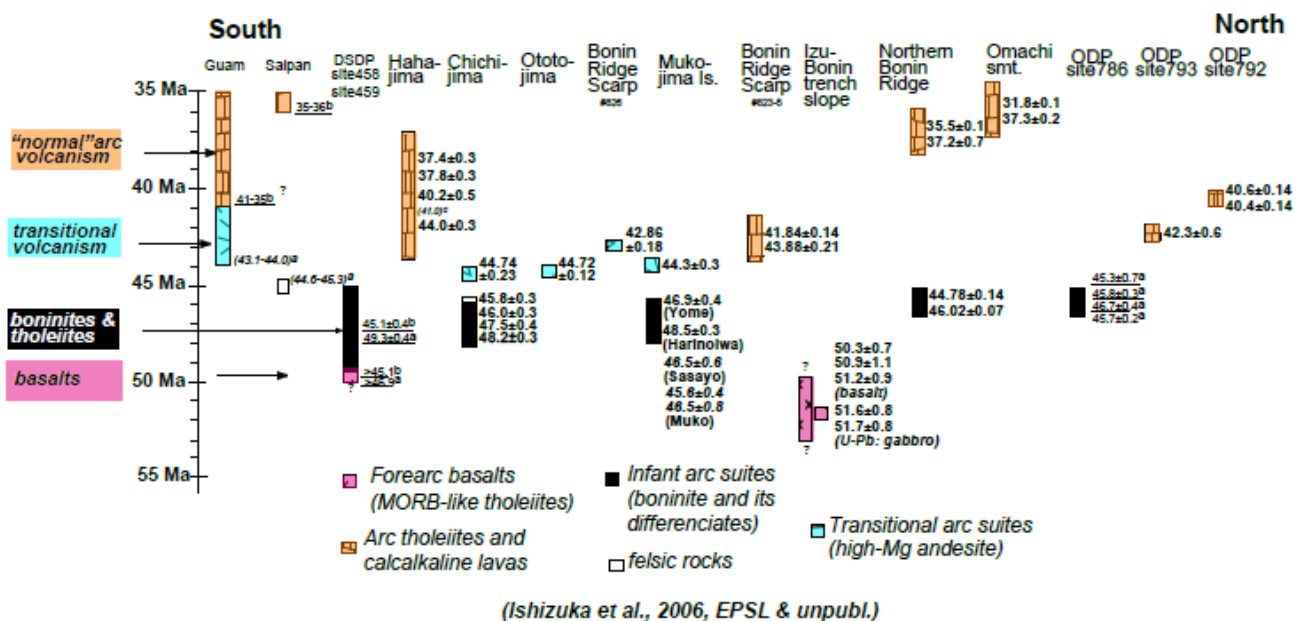 South
North
Guam
Saipan
DSDP
site458
site459
Haha-
jima
Chichi-
jima
Ototo-
jima
Bonin
Ridge
Scarp
#826
Muko-
jima Is.
Bonin
Ridge
Scarp
#823-5
Izu-
Bonin
trench
slope
Northern
Bonin
Ridge
Omachi
smt.
ODP
site786
ODP
site793
ODP
site792
35 Ma
40 Ma
45 Ma
50 Ma
55 Ma
"normal"arc
volcanism
transitional
volcanism
boninites &
tholeiites
basalts
41-35b
(43.1-44.0)a
35-36b
?
(44.6-45.3)a
45.1±0.4b
49.3±0.4a
>45.1b
?
37.4±0.3
37.8±0.3
40.2±0.5
44.0±0.3
44.74
±0.23
45.8±0.3
46.0±0.3
47.5±0.4
48.2±0.3
44.72
±0.12
42.86
±0.18
44.3±0.3
46.9±0.4
(Yome)
48.5±0.3
(Harinoiwa)
46.5±0.6
(Sasayo)
45.6±0.4
46.5±0.8
(Muko)
41.84±0.14
43.88±0.21
?
?
50.3±0.7
50.9±1.1
51.2±0.9
(basalt)
51.6±0.8
51.7±0.8
(U-Pb: gabbro)
35.5±0.1
37.2±0.7
44.78±0.14
46.02±0.07
31.8±0.1
37.3±0.2
45.3±0.7a
45.8±0.3a
46.7±0.4a
45.7±0.2a
42.3±0.6
40.6±0.14
40.4±0.14
Forearc basalts
(MORB-like tholeiites)
Arc tholeiites and
calcalkaline lavas
Infant arc suites
(boninite and its
differenciates)
felsic rocks
Transitional arc suites
(high-Mg andesite)
(Ishizuka et al., 2006, EPSL & unpubl.)